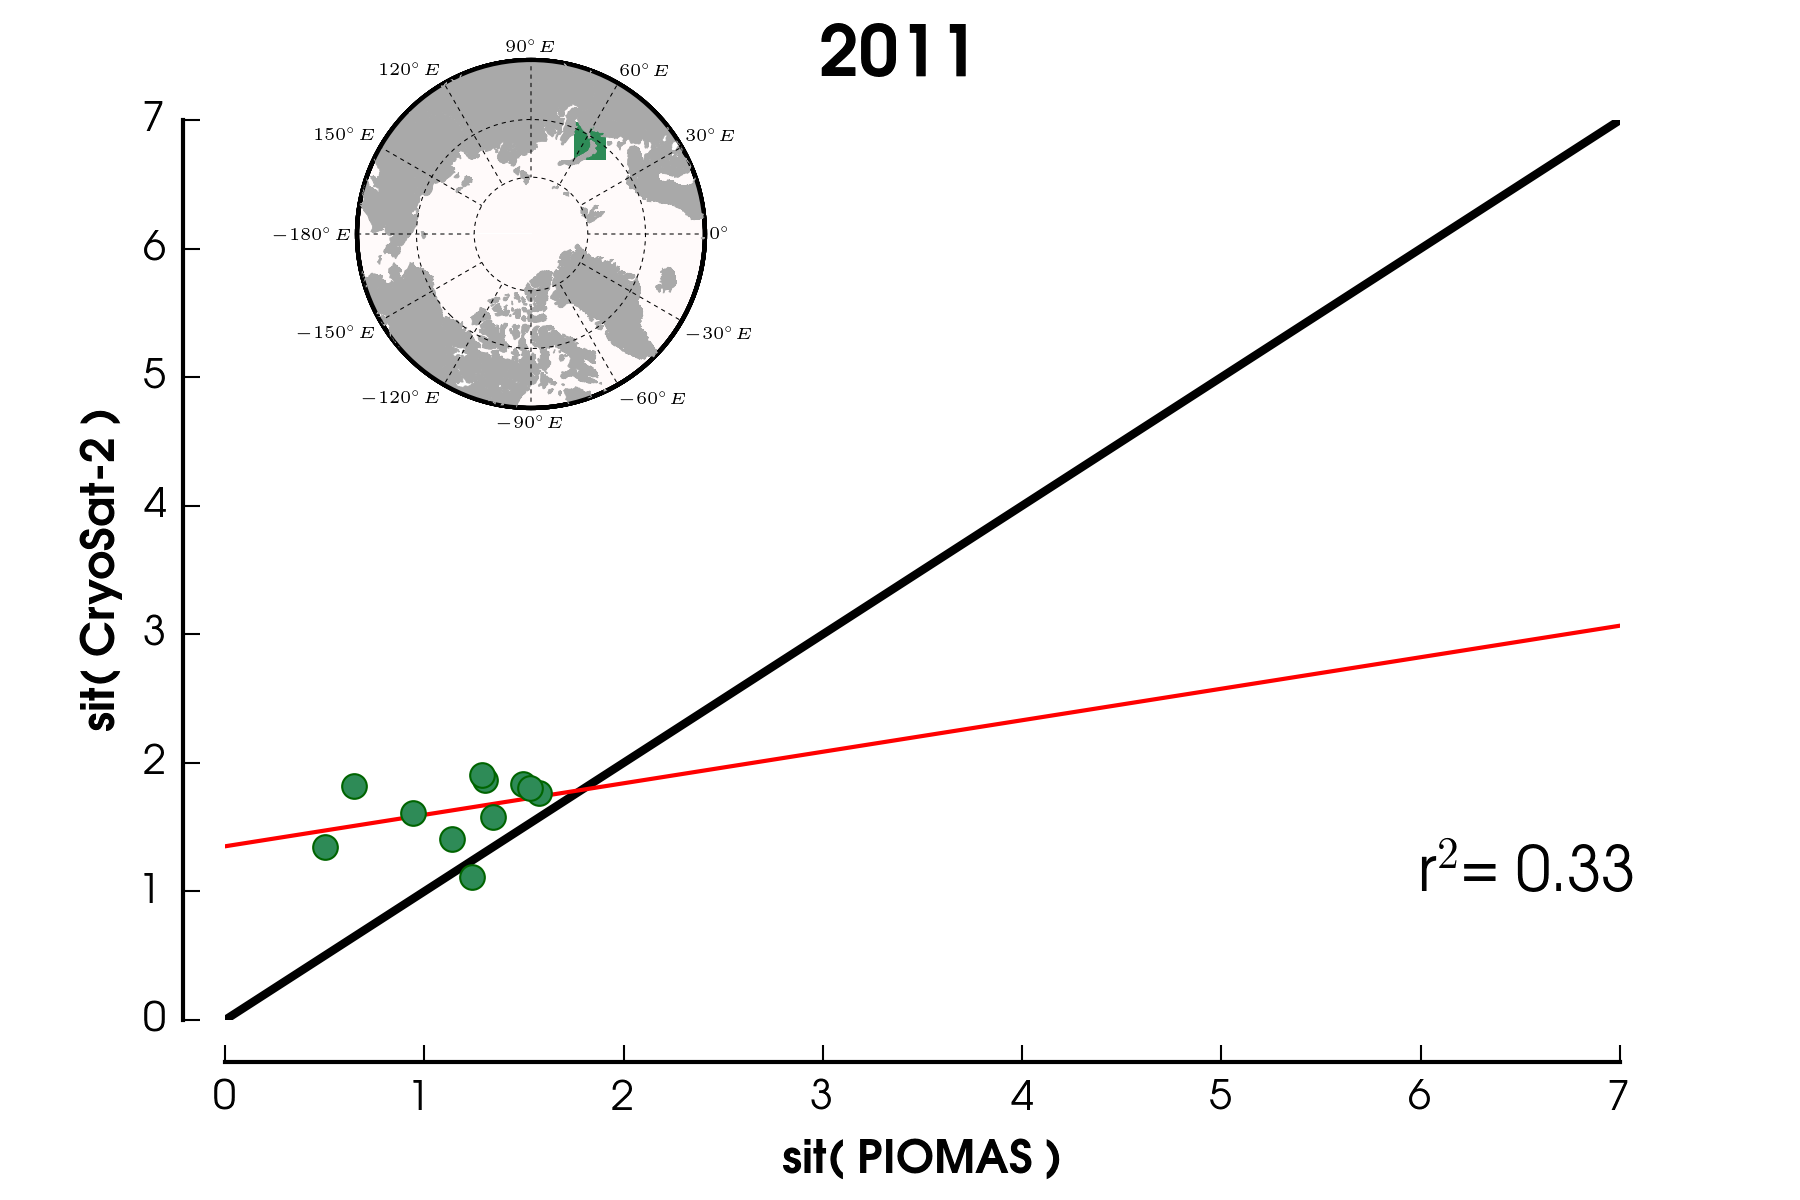 2011
90° E
120° E
60° E
150° E
30° E
−180° E
0°
−150° E
−30° E
−120° E
−60° E
−90° E
7
6
5
4
3
2
1
0
sit( CryoSat-2 )
r²= 0.33
0 1 2 3 4 5 6 7
sit( PIOMAS )